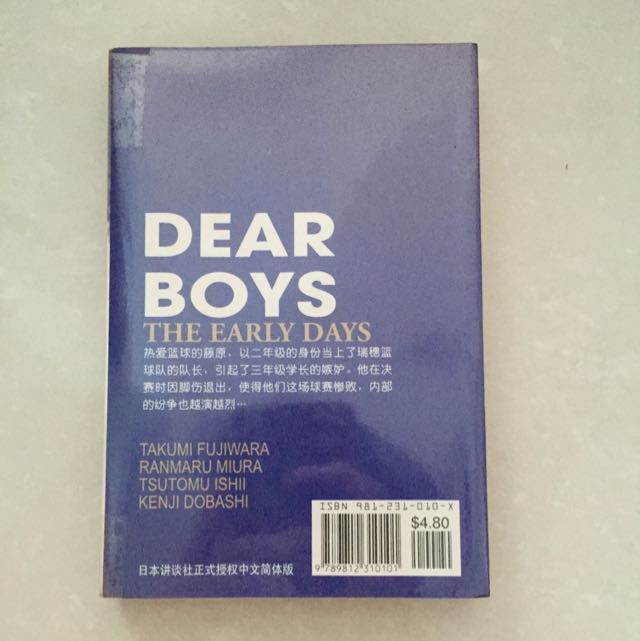 DEAR
BOYS
THE EARLY DAYS
热爱篮球的藤原，以二年级的身份当上了瑞穗篮
球队的队长，引起了三年级学长的嫉妒。他在决
赛时因脚伤退出，使得他们这场球赛惨败，内部
的纷争也越演越烈…
TAKUMI FUJIWARA
RANMARU MIURA
TSUTOMU ISHII
KENJI DOBASHI
ISBN 981-231-010-X
$4.80
9 789812 310101
日本讲谈社正式授权中文简体版